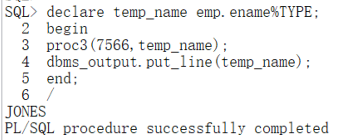 SQL> declare temp_name emp.ename%TYPE;
2 begin
3 proc3(7566,temp_name);
4 dbms_output.put_line(temp_name);
5 end;
6 /
JONES
PL/SQL procedure successfully completed